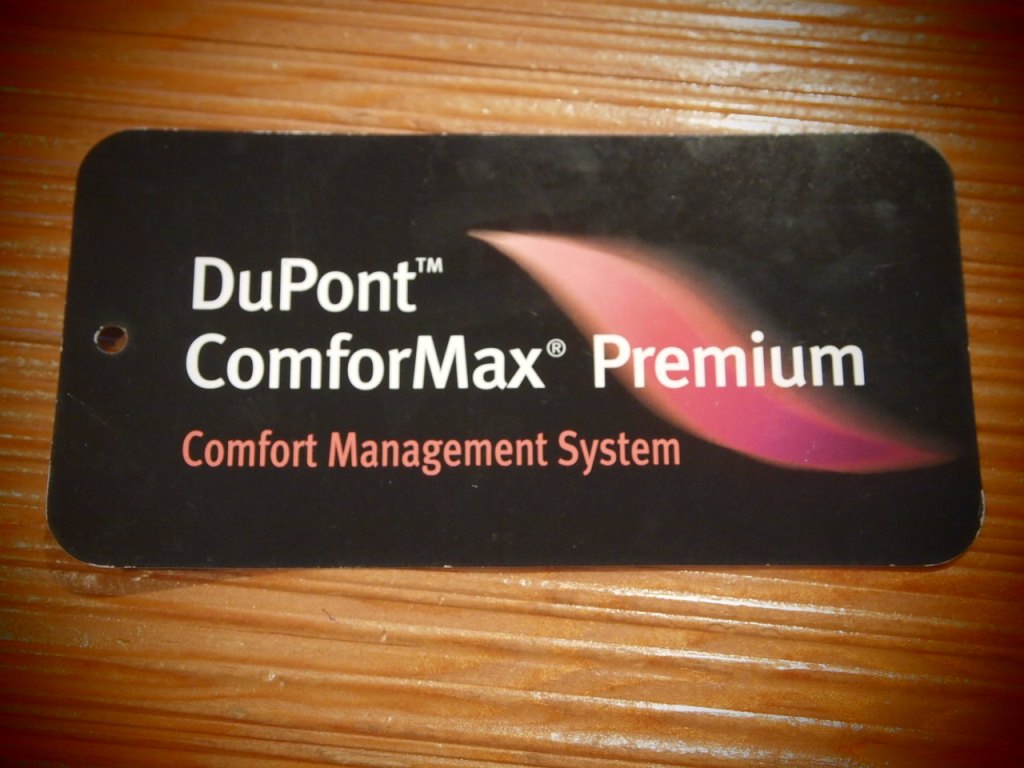 DuPont™
ComforMax® Premium
Comfort Management System